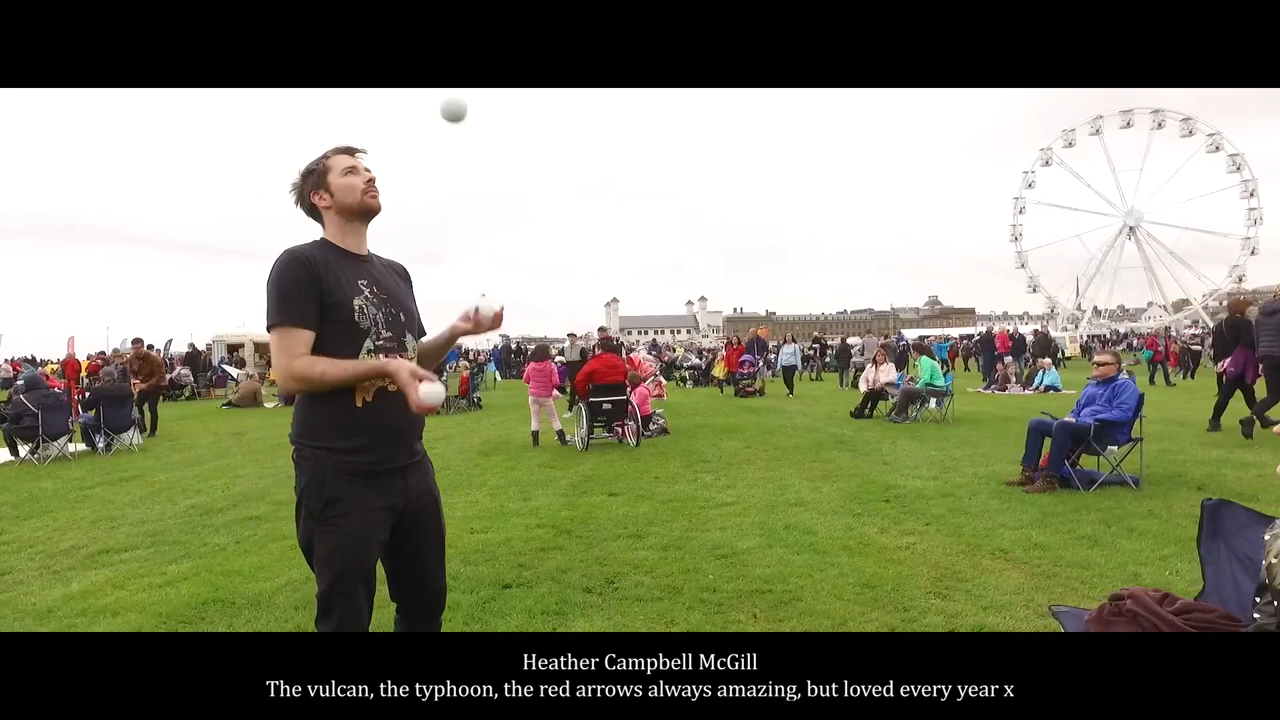 Heather Campbell McGill
The vulcan, the typhoon, the red arrows always amazing, but loved every year x